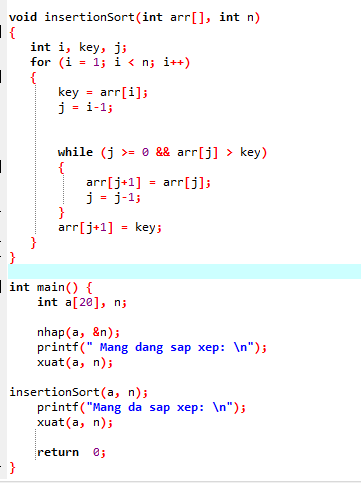 void insertionSort(int arr[], int n)
{
int i, key, j;
for (i = 1; i < n; i++)
{
key = arr[i];
j = i-1;
while (j >= 0 && arr[j] > key)
{
arr[j+1] = arr[j];
j = j-1;
}
arr[j+1] = key;
}
}
int main() {
int a[20], n;
nhap(a, &n);
printf(" Mang dang sap xep: \n");
xuat(a, n);
insertionSort(a, n);
printf("Mang da sap xep: \n");
xuat(a, n);
return 0;
}